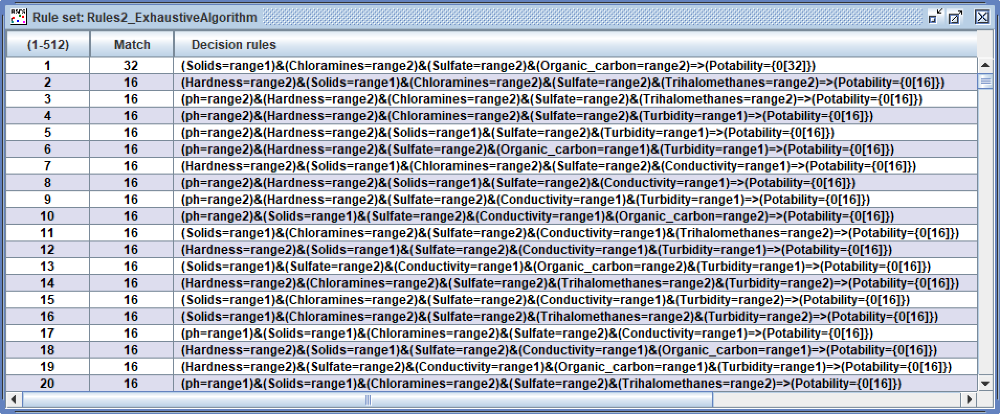 Rule set: Rules2_ExhaustiveAlgorithm
(1-512) Match Decision rules
1 32 (Solids=range1)&(Chloramines=range2)&(Sulfate=range2)&(Organic_carbon=range2)=>(Potability={0[32]})
2 16 (Hardness=range2)&(Solids=range1)&(Chloramines=range2)&(Sulfate=range2)&(Trihalomethanes=range2)=>(Potability={0[16]})
3 16 (ph=range2)&(Hardness=range2)&(Chloramines=range2)&(Sulfate=range2)&(Trihalomethanes=range2)=>(Potability={0[16]})
4 16 (ph=range2)&(Hardness=range2)&(Chloramines=range2)&(Sulfate=range2)&(Turbidity=range1)=>(Potability={0[16]})
5 16 (ph=range2)&(Hardness=range2)&(Solids=range1)&(Sulfate=range2)&(Turbidity=range1)=>(Potability={0[16]})
6 16 (ph=range2)&(Hardness=range2)&(Sulfate=range2)&(Organic_carbon=range1)&(Turbidity=range1)=>(Potability={0[16]})
7 16 (Hardness=range2)&(Solids=range1)&(Chloramines=range2)&(Sulfate=range2)&(Conductivity=range1)=>(Potability={0[16]})
8 16 (ph=range2)&(Hardness=range2)&(Solids=range1)&(Sulfate=range2)&(Conductivity=range1)=>(Potability={0[16]})
9 16 (ph=range2)&(Hardness=range2)&(Sulfate=range2)&(Conductivity=range1)&(Turbidity=range1)=>(Potability={0[16]})
10 16 (ph=range2)&(Solids=range1)&(Sulfate=range2)&(Conductivity=range1)&(Organic_carbon=range2)=>(Potability={0[16]})
11 16 (Solids=range1)&(Chloramines=range2)&(Sulfate=range2)&(Conductivity=range1)&(Trihalomethanes=range2)=>(Potability={0[16]})
12 16 (Hardness=range2)&(Solids=range1)&(Sulfate=range2)&(Conductivity=range1)&(Turbidity=range1)=>(Potability={0[16]})
13 16 (Solids=range1)&(Sulfate=range2)&(Conductivity=range1)&(Organic_carbon=range2)&(Turbidity=range1)=>(Potability={0[16]})
14 16 (Hardness=range2)&(Chloramines=range2)&(Sulfate=range2)&(Trihalomethanes=range2)&(Turbidity=range2)=>(Potability={0[16]})
15 16 (Solids=range1)&(Chloramines=range2)&(Sulfate=range2)&(Conductivity=range1)&(Turbidity=range2)=>(Potability={0[16]})
16 16 (Solids=range1)&(Chloramines=range2)&(Sulfate=range2)&(Trihalomethanes=range2)&(Turbidity=range2)=>(Potability={0[16]})
17 16 (ph=range1)&(Solids=range1)&(Chloramines=range2)&(Sulfate=range2)&(Conductivity=range1)=>(Potability={0[16]})
18 16 (Hardness=range2)&(Solids=range1)&(Sulfate=range2)&(Conductivity=range1)&(Organic_carbon=range1)=>(Potability={0[16]})
19 16 (Hardness=range2)&(Sulfate=range2)&(Conductivity=range1)&(Organic_carbon=range1)&(Turbidity=range1)=>(Potability={0[16]})
20 16 (ph=range1)&(Solids=range1)&(Chloramines=range2)&(Sulfate=range2)&(Trihalomethanes=range2)=>(Potability={0[16]})